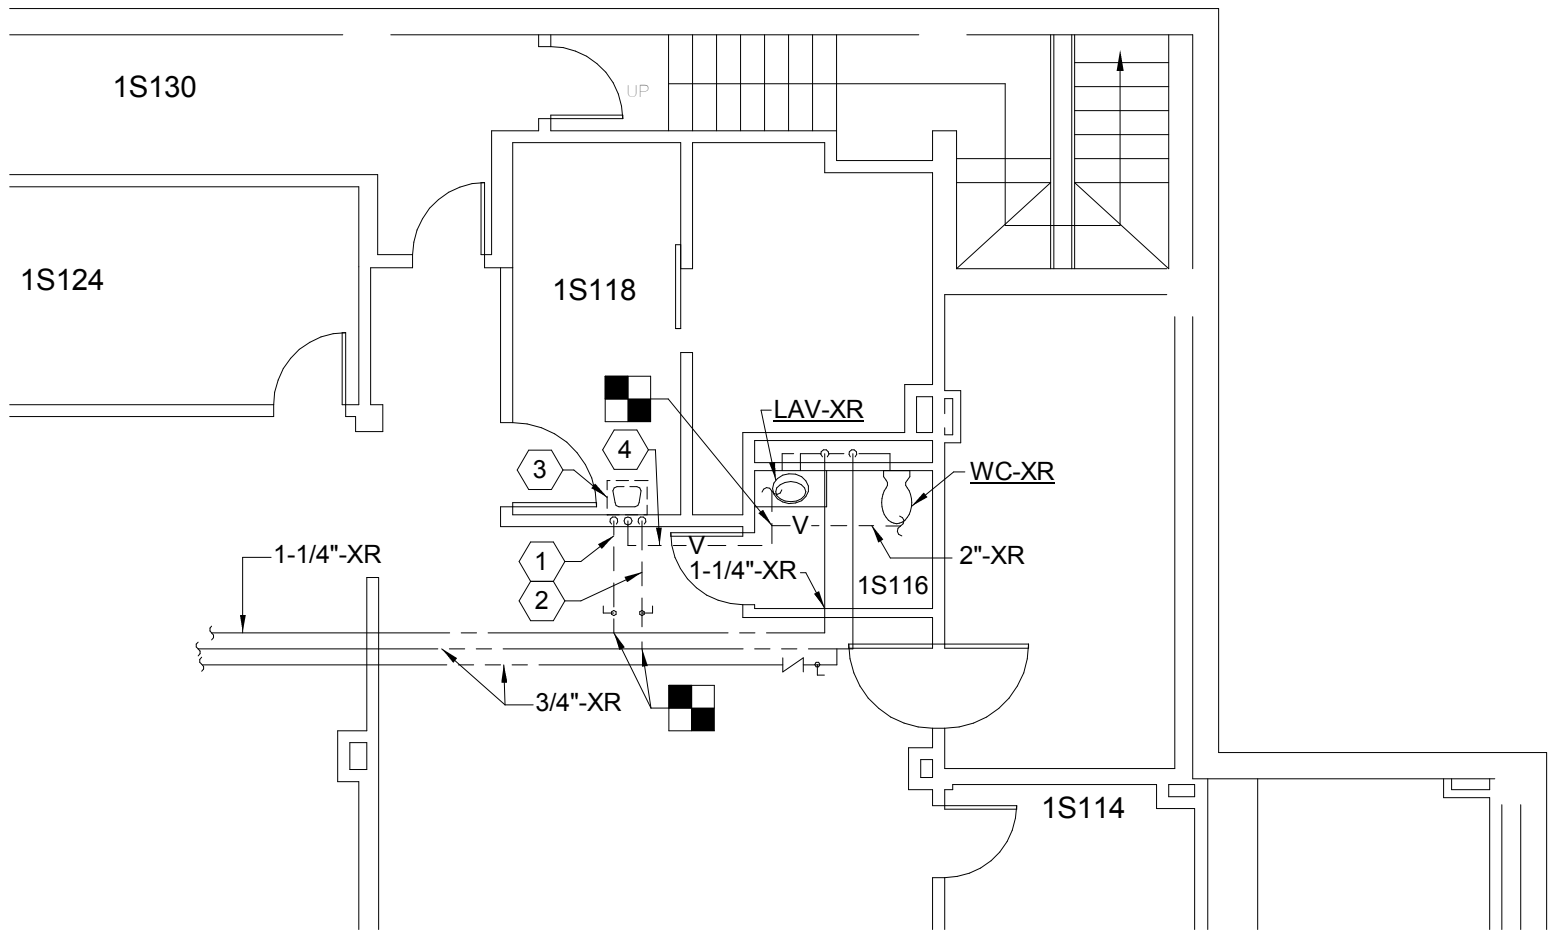 1S130
UP
1S124
1S118
LAV-XR
4
3
WC-XR
V
V
1-1/4"-XR
1
1-1/4"-XR
2"-XR
1S116
2
3/4"-XR
1S114